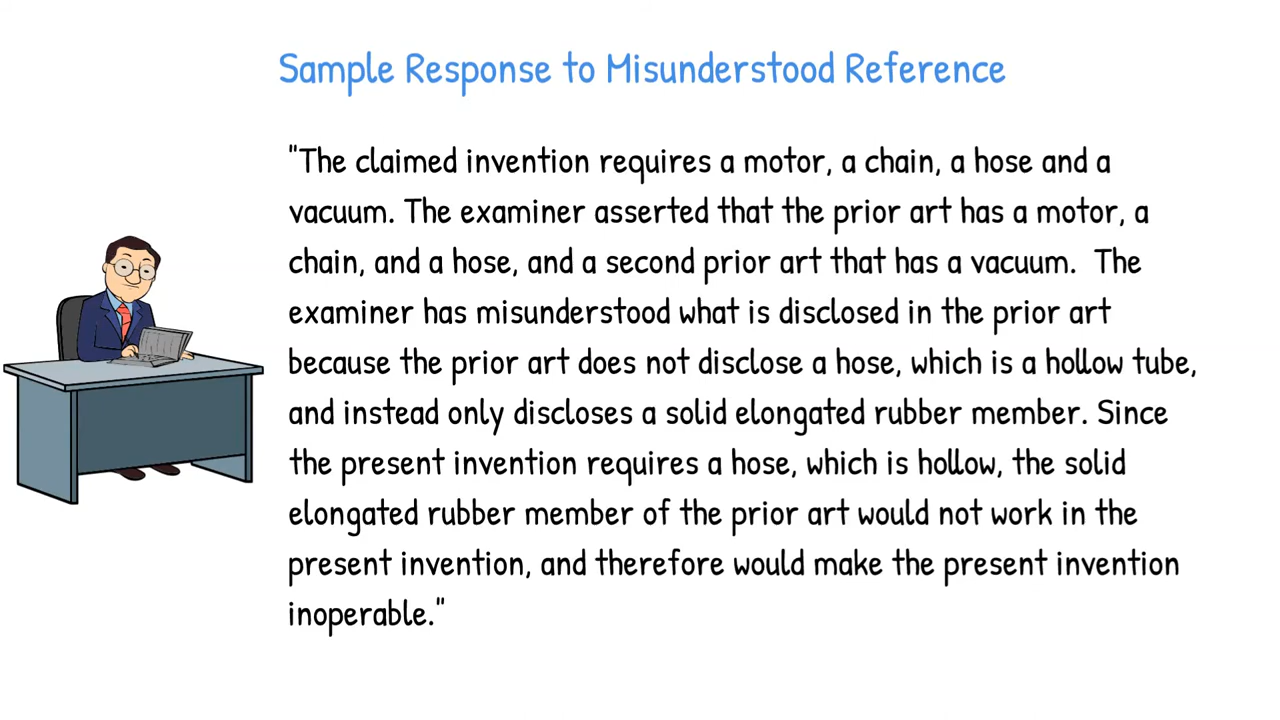 Sample Response to Misunderstood Reference
"The claimed invention requires a motor, a chain, a hose and a
vacuum. The examiner asserted that the prior art has a motor, a
chain, and a hose, and a second prior art that has a vacuum.  The
examiner has misunderstood what is disclosed in the prior art
because the prior art does not disclose a hose, which is a hollow tube,
and instead only discloses a solid elongated rubber member. Since
the present invention requires a hose, which is hollow, the solid
elongated rubber member of the prior art would not work in the
present invention, and therefore would make the present invention
inoperable."